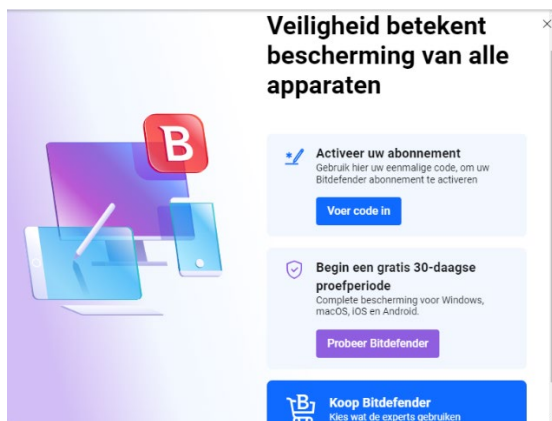 Veiligheid betekent
bescherming van alle
apparaten
B
Activeer uw abonnement
Gebruik hier uw eenmalige code, om uw
Bitdefender abonnement te activeren
Voer code in
Begin een gratis 30-daagse
proefperiode
Complete bescherming voor Windows,
macOS, iOS en Android.
Probeer Bitdefender
B
Koop Bitdefender
Kies wat de experts gebruiken